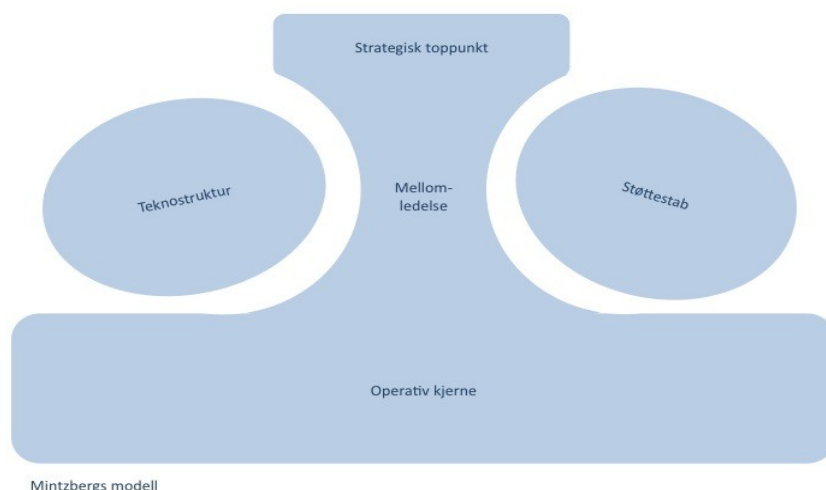 Strategisk toppunkt
Teknostruktur
Mellom-
ledelse
Støttestab
Operativ kjerne
Mintzbergs modell